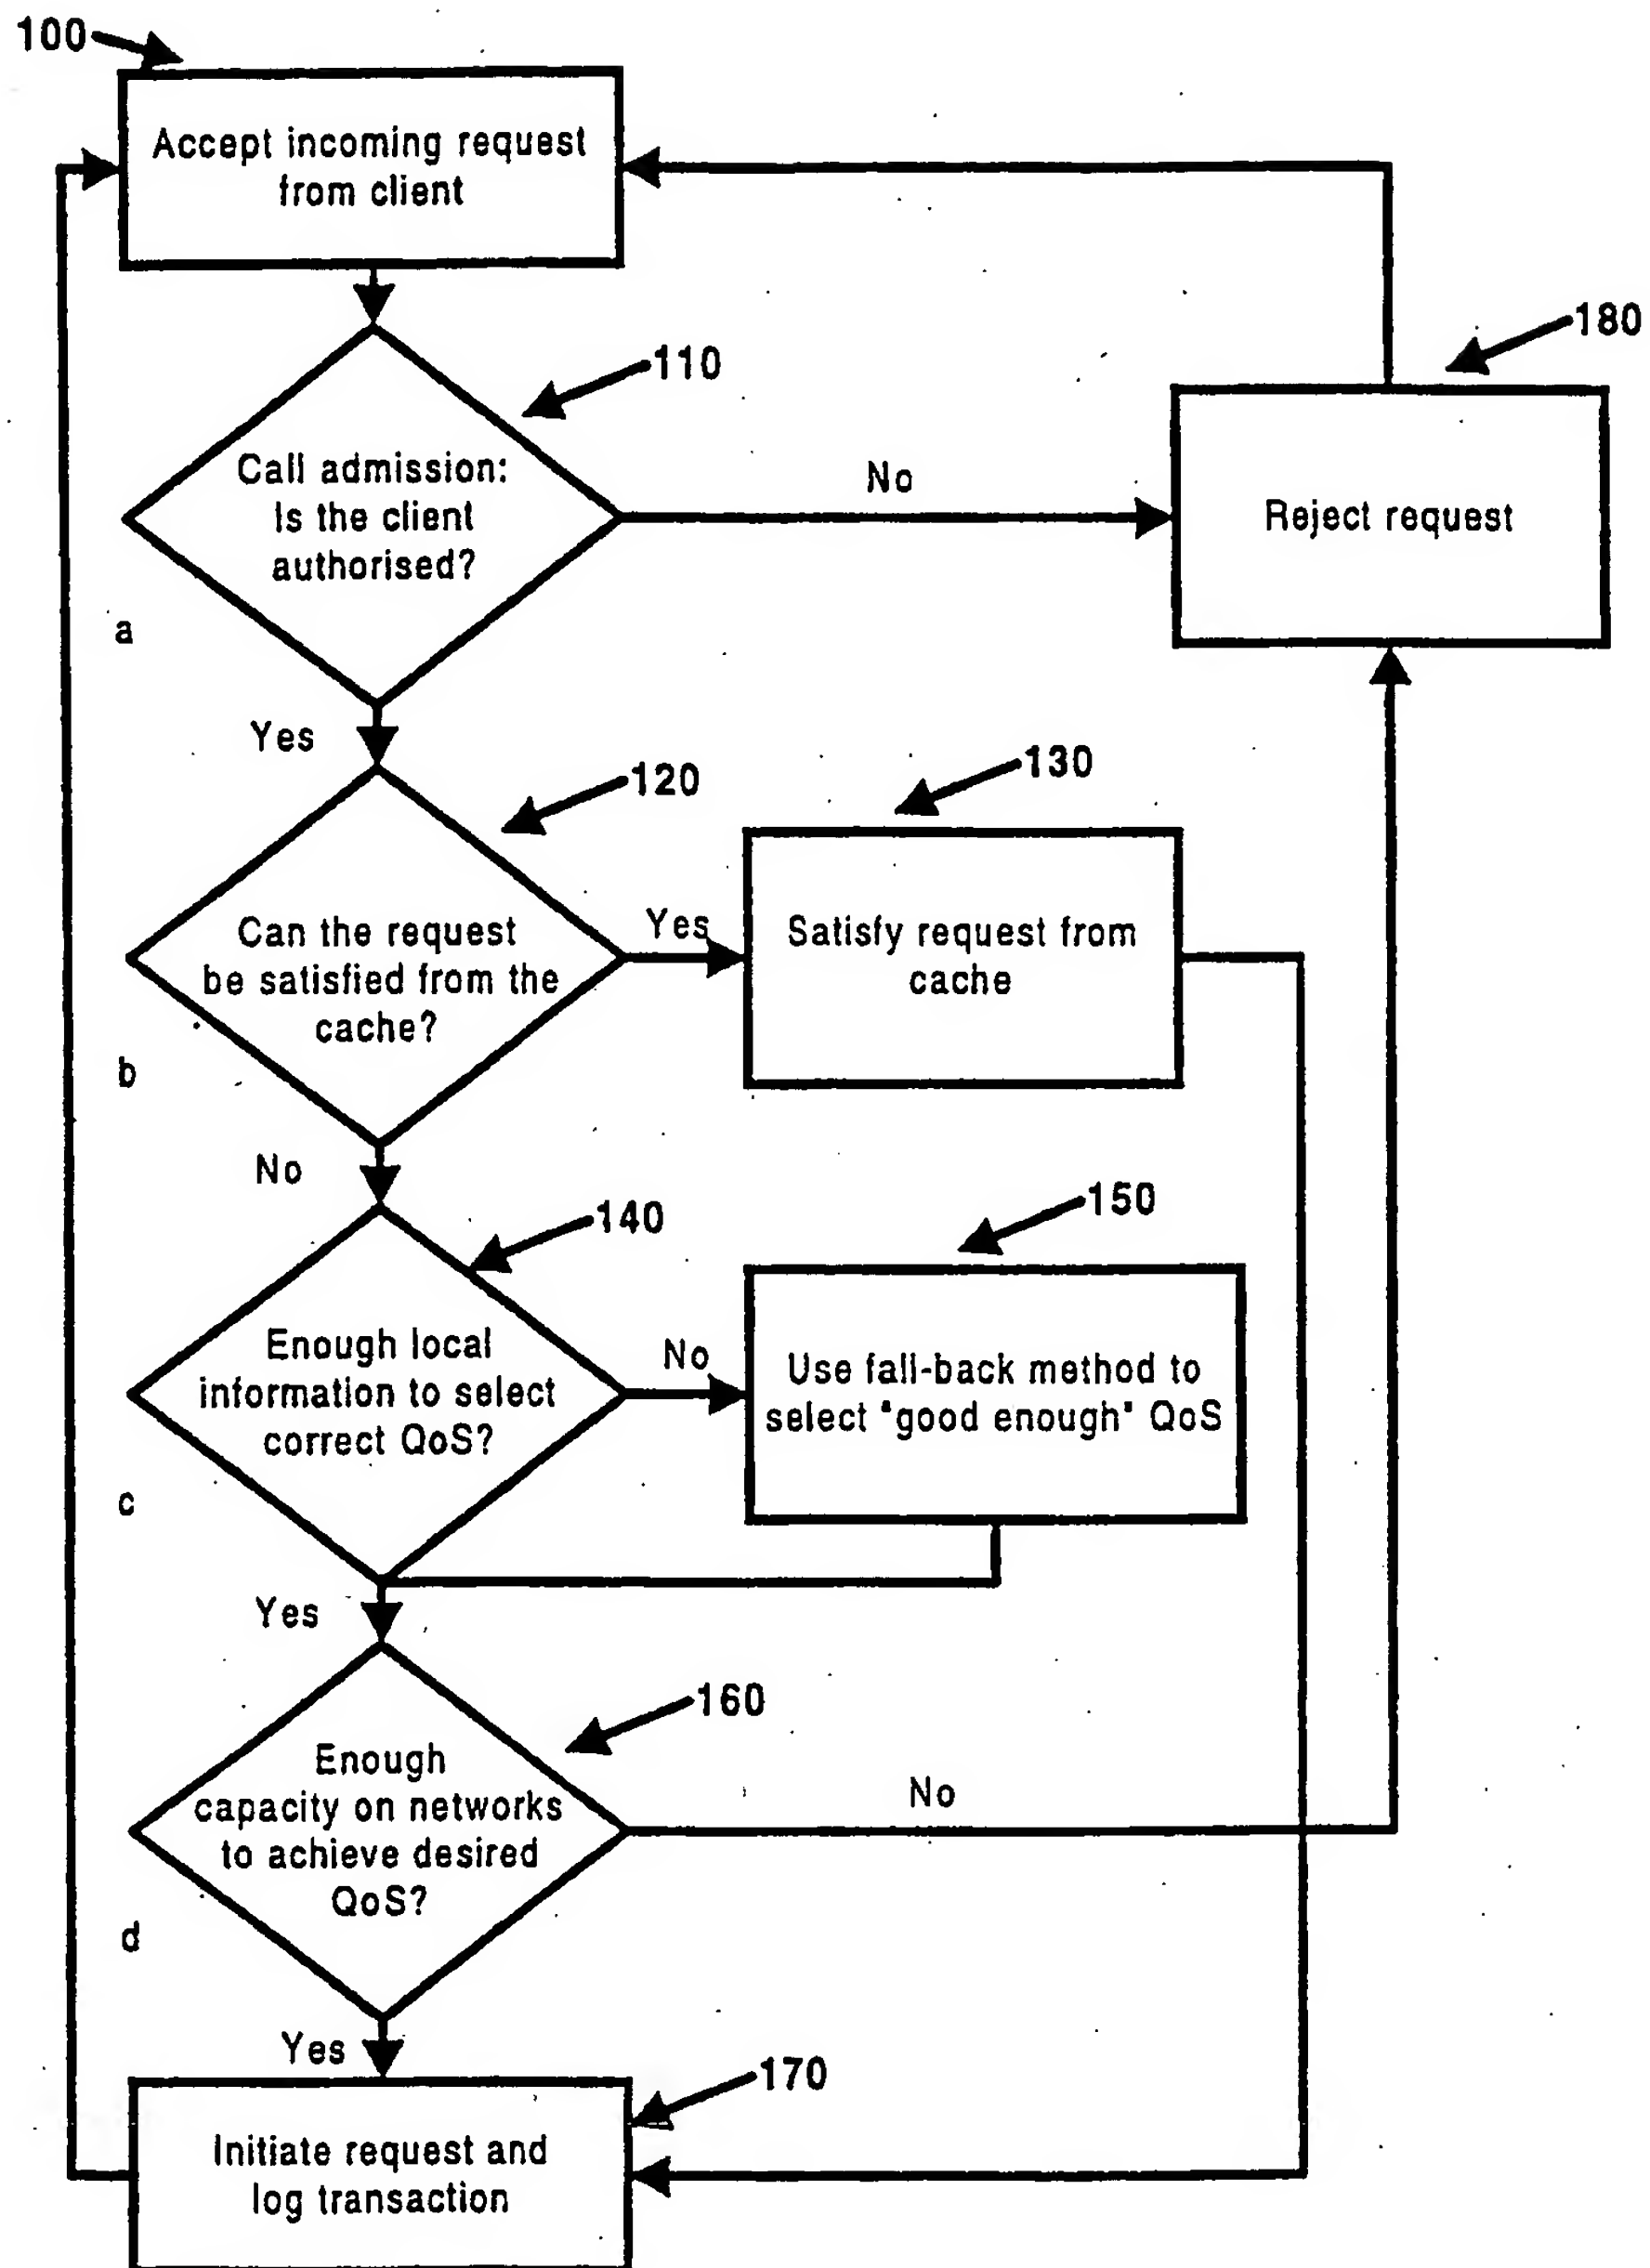 100
Accept incoming request
from client
110
180
Call admission:
Is the client
authorised?
No
Reject request
a
Yes
120
130
Can the request
be satisfied from the
cache?
Yes
Satisfy request from
cache
b
No
140
150
Enough local
information to select
correct QoS?
No
Use fall-back method to
select "good enough" QoS
c
Yes
160
Enough
capacity on networks
to achieve desired
QoS?
No
d
Yes
170
Initiate request and
log transaction